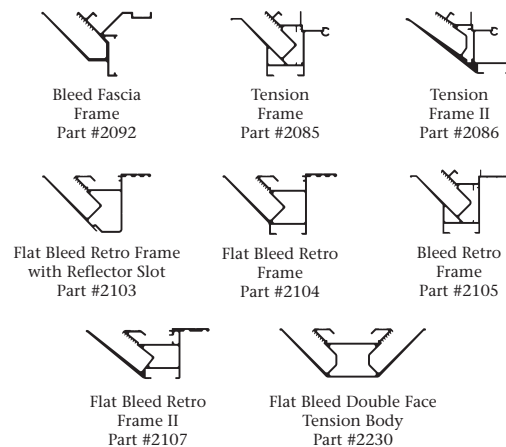 Bleed Fascia
Frame
Part #2092
Tension
Frame
Part #2085
Tension
Frame II
Part #2086
Flat Bleed Retro Frame
with Reflector Slot
Part #2103
Flat Bleed Retro
Frame
Part #2104
Bleed Retro
Frame
Part #2105
Flat Bleed Retro
Frame II
Part #2107
Flat Bleed Double Face
Tension Body
Part #2230